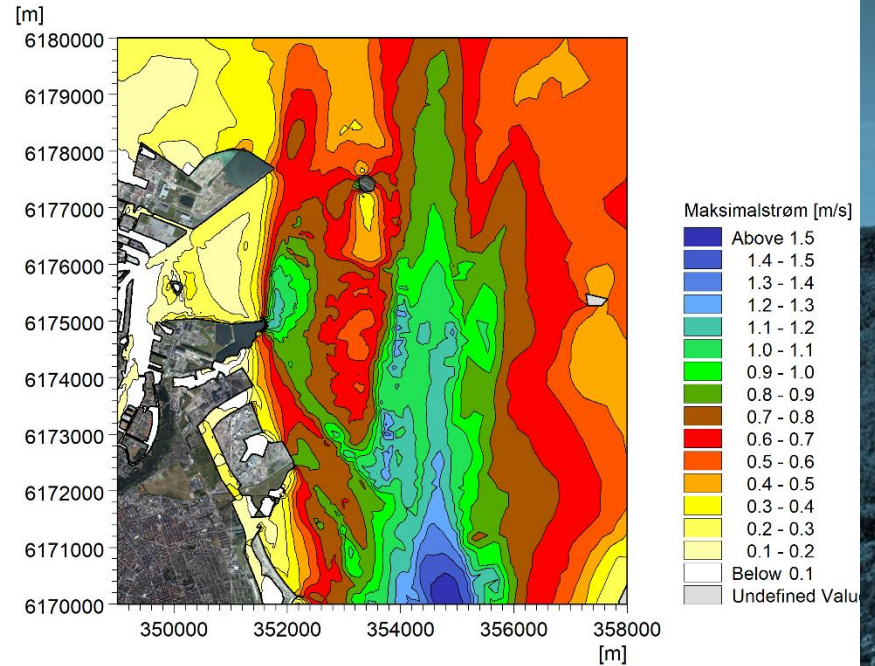 [m]
6180000
6179000
6178000
6177000
6176000
6175000
6174000
6173000
6172000
6171000
6170000
350000 352000 354000 356000 358000
[m]
Maksimalstrøm [m/s]
Above 1.5
1.4 - 1.5
1.3 - 1.4
1.2 - 1.3
1.1 - 1.2
1.0 - 1.1
0.9 - 1.0
0.8 - 0.9
0.7 - 0.8
0.6 - 0.7
0.5 - 0.6
0.4 - 0.5
0.3 - 0.4
0.2 - 0.3
0.1 - 0.2
Below 0.1
Undefined Valu